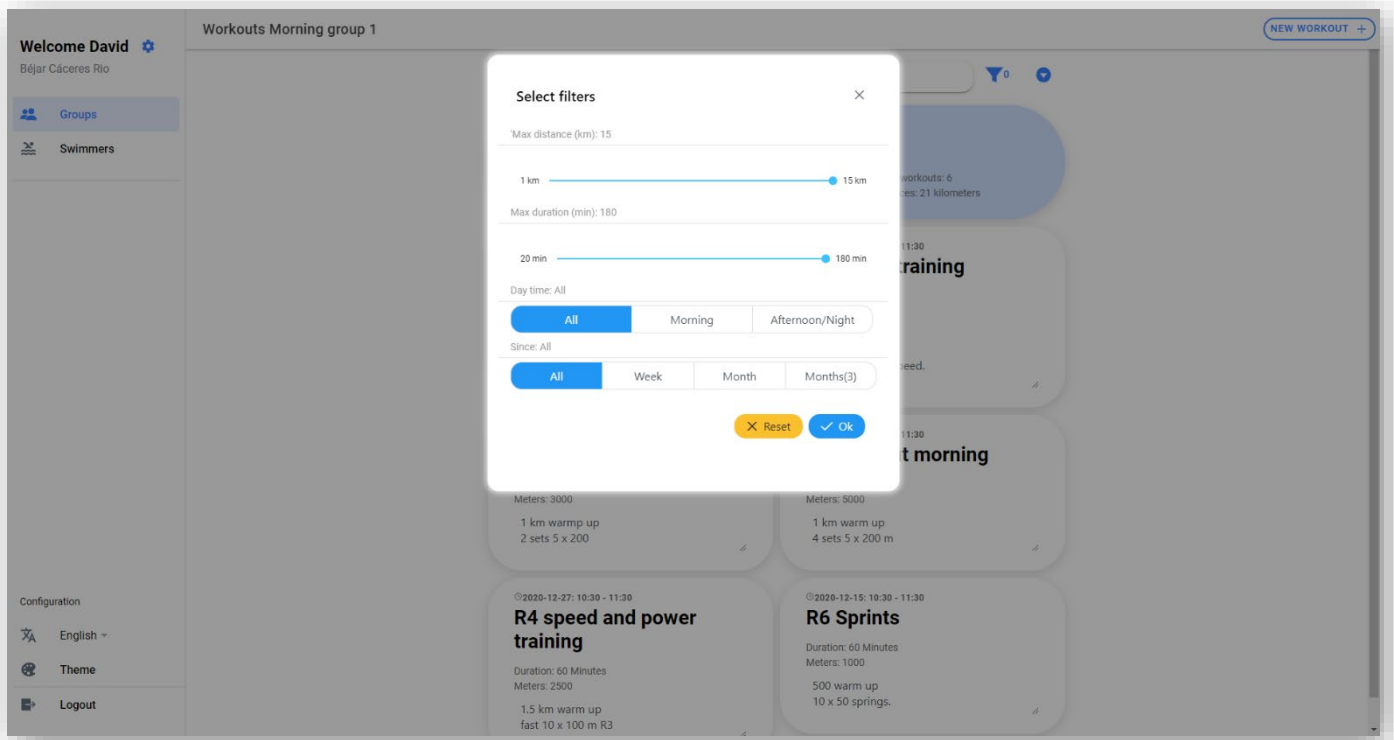 Welcome David
Béjar Cáceres Rio
Groups
Swimmers
Configuration
English
Theme
Logout
Workouts Morning group 1
NEW WORKOUT +
0
Select filters
'Max distance (km): 15
1 km 15 km
Max duration (min): 180
20 min 180 min
Day time: All
All Morning Afternoon/Night
Since: All
All Week Month Months(3)
Reset Ok
workouts: 6
21 kilometers
11:30
training
11:30
morning
Meters: 3000
1 km warmp up
2 sets 5 x 200
Meters: 5000
1 km warm up
4 sets 5 x 200 m
2020-12-27: 10:30 - 11:30
R4 speed and power
training
Duration: 60 Minutes
Meters: 2500
1.5 km warm up
fast 10 x 100 m R3
2020-12-15: 10:30 - 11:30
R6 Sprints
Duration: 60 Minutes
Meters: 1000
500 warm up
10 x 50 springs.